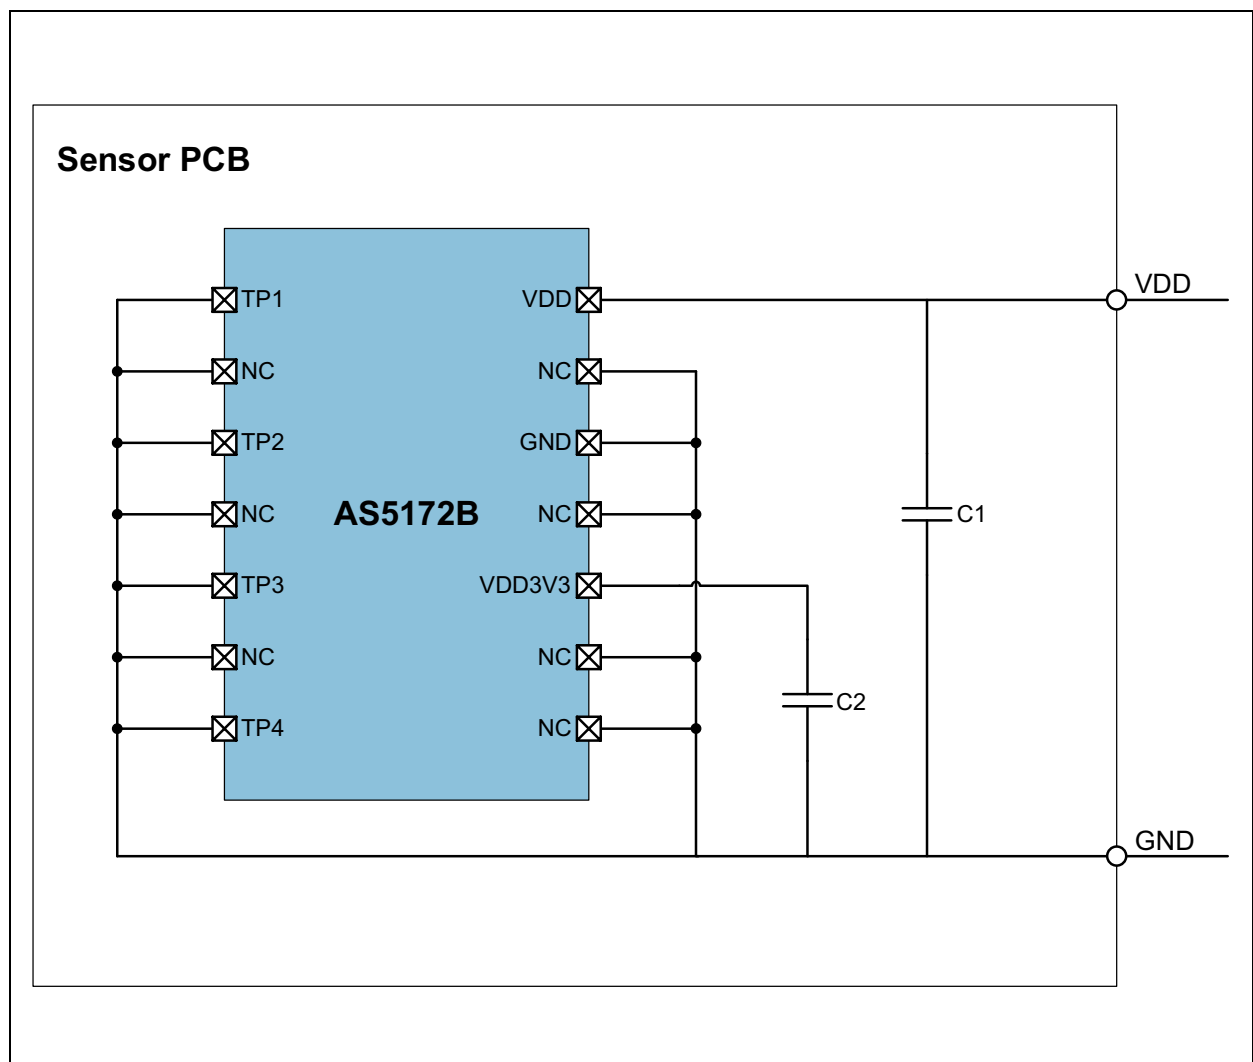 Sensor PCB
VDD
TP1 VDD
NC NC
TP2 GND
AS5172B
NC NC
C1
TP3 VDD3V3
NC NC
C2
TP4 NC
GND